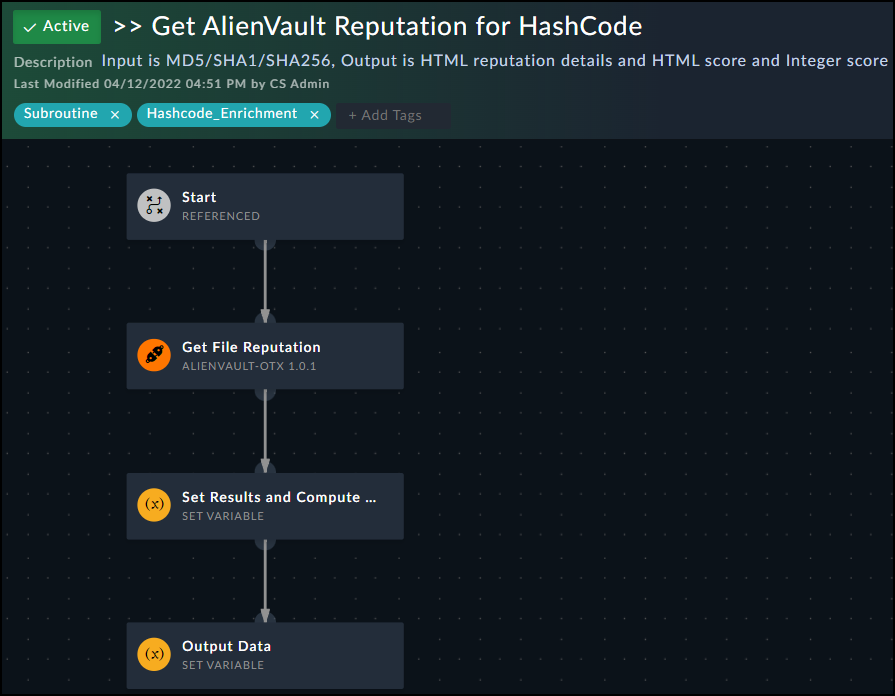 Active >> Get AlienVault Reputation for HashCode
Description Input is MD5/SHA1/SHA256, Output is HTML reputation details and HTML score and Integer score
Last Modified 04/12/2022 04:51 PM by CS Admin
Subroutine × Hashcode_Enrichment × + Add Tags
Start
REFERENCED
Get File Reputation
ALIENVAULT-OTX 1.0.1
(x) Set Results and Compute ...
SET VARIABLE
(x) Output Data
SET VARIABLE